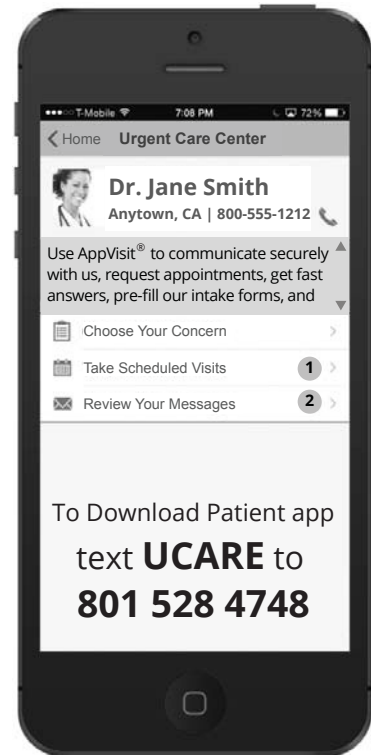 T-Mobile 7:08 PM 72%
Home Urgent Care Center
Dr. Jane Smith
Anytown, CA | 800-555-1212
Use AppVisit® to communicate securely
with us, request appointments, get fast
answers, pre-fill our intake forms, and
Choose Your Concern
Take Scheduled Visits 1
Review Your Messages 2
To Download Patient app
text UCARE to
801 528 4748